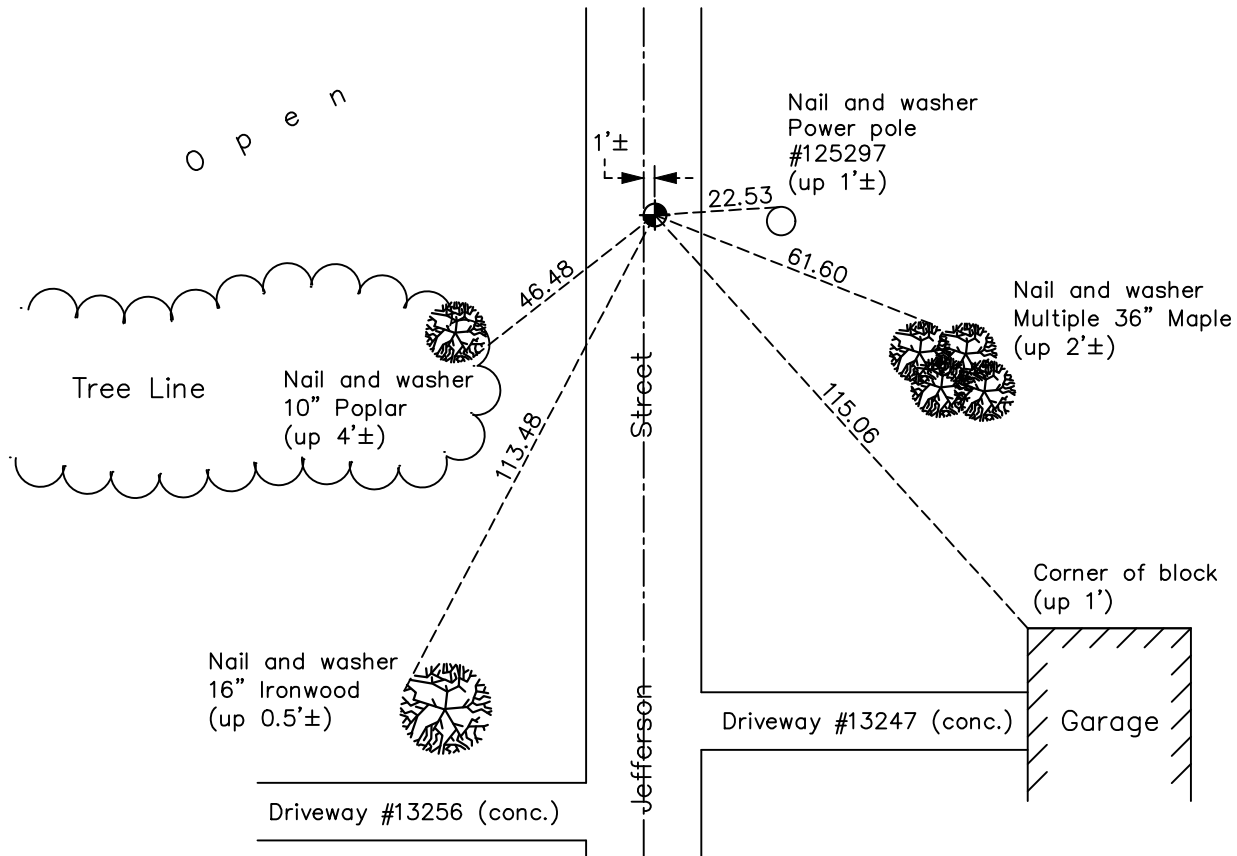 Open
Nail and washer
Power pole
#125297
(up 1'±)
1'±
22.53
46.48
61.60
Nail and washer
Multiple 36" Maple
(up 2'±)
Tree Line
Nail and washer
10" Poplar
(up 4'±)
113.48
Street
115.06
Corner of block
(up 1')
Nail and washer
16" Ironwood
(up 0.5'±)
Jefferson
Driveway #13247 (conc.)
Garage
Driveway #13256 (conc.)